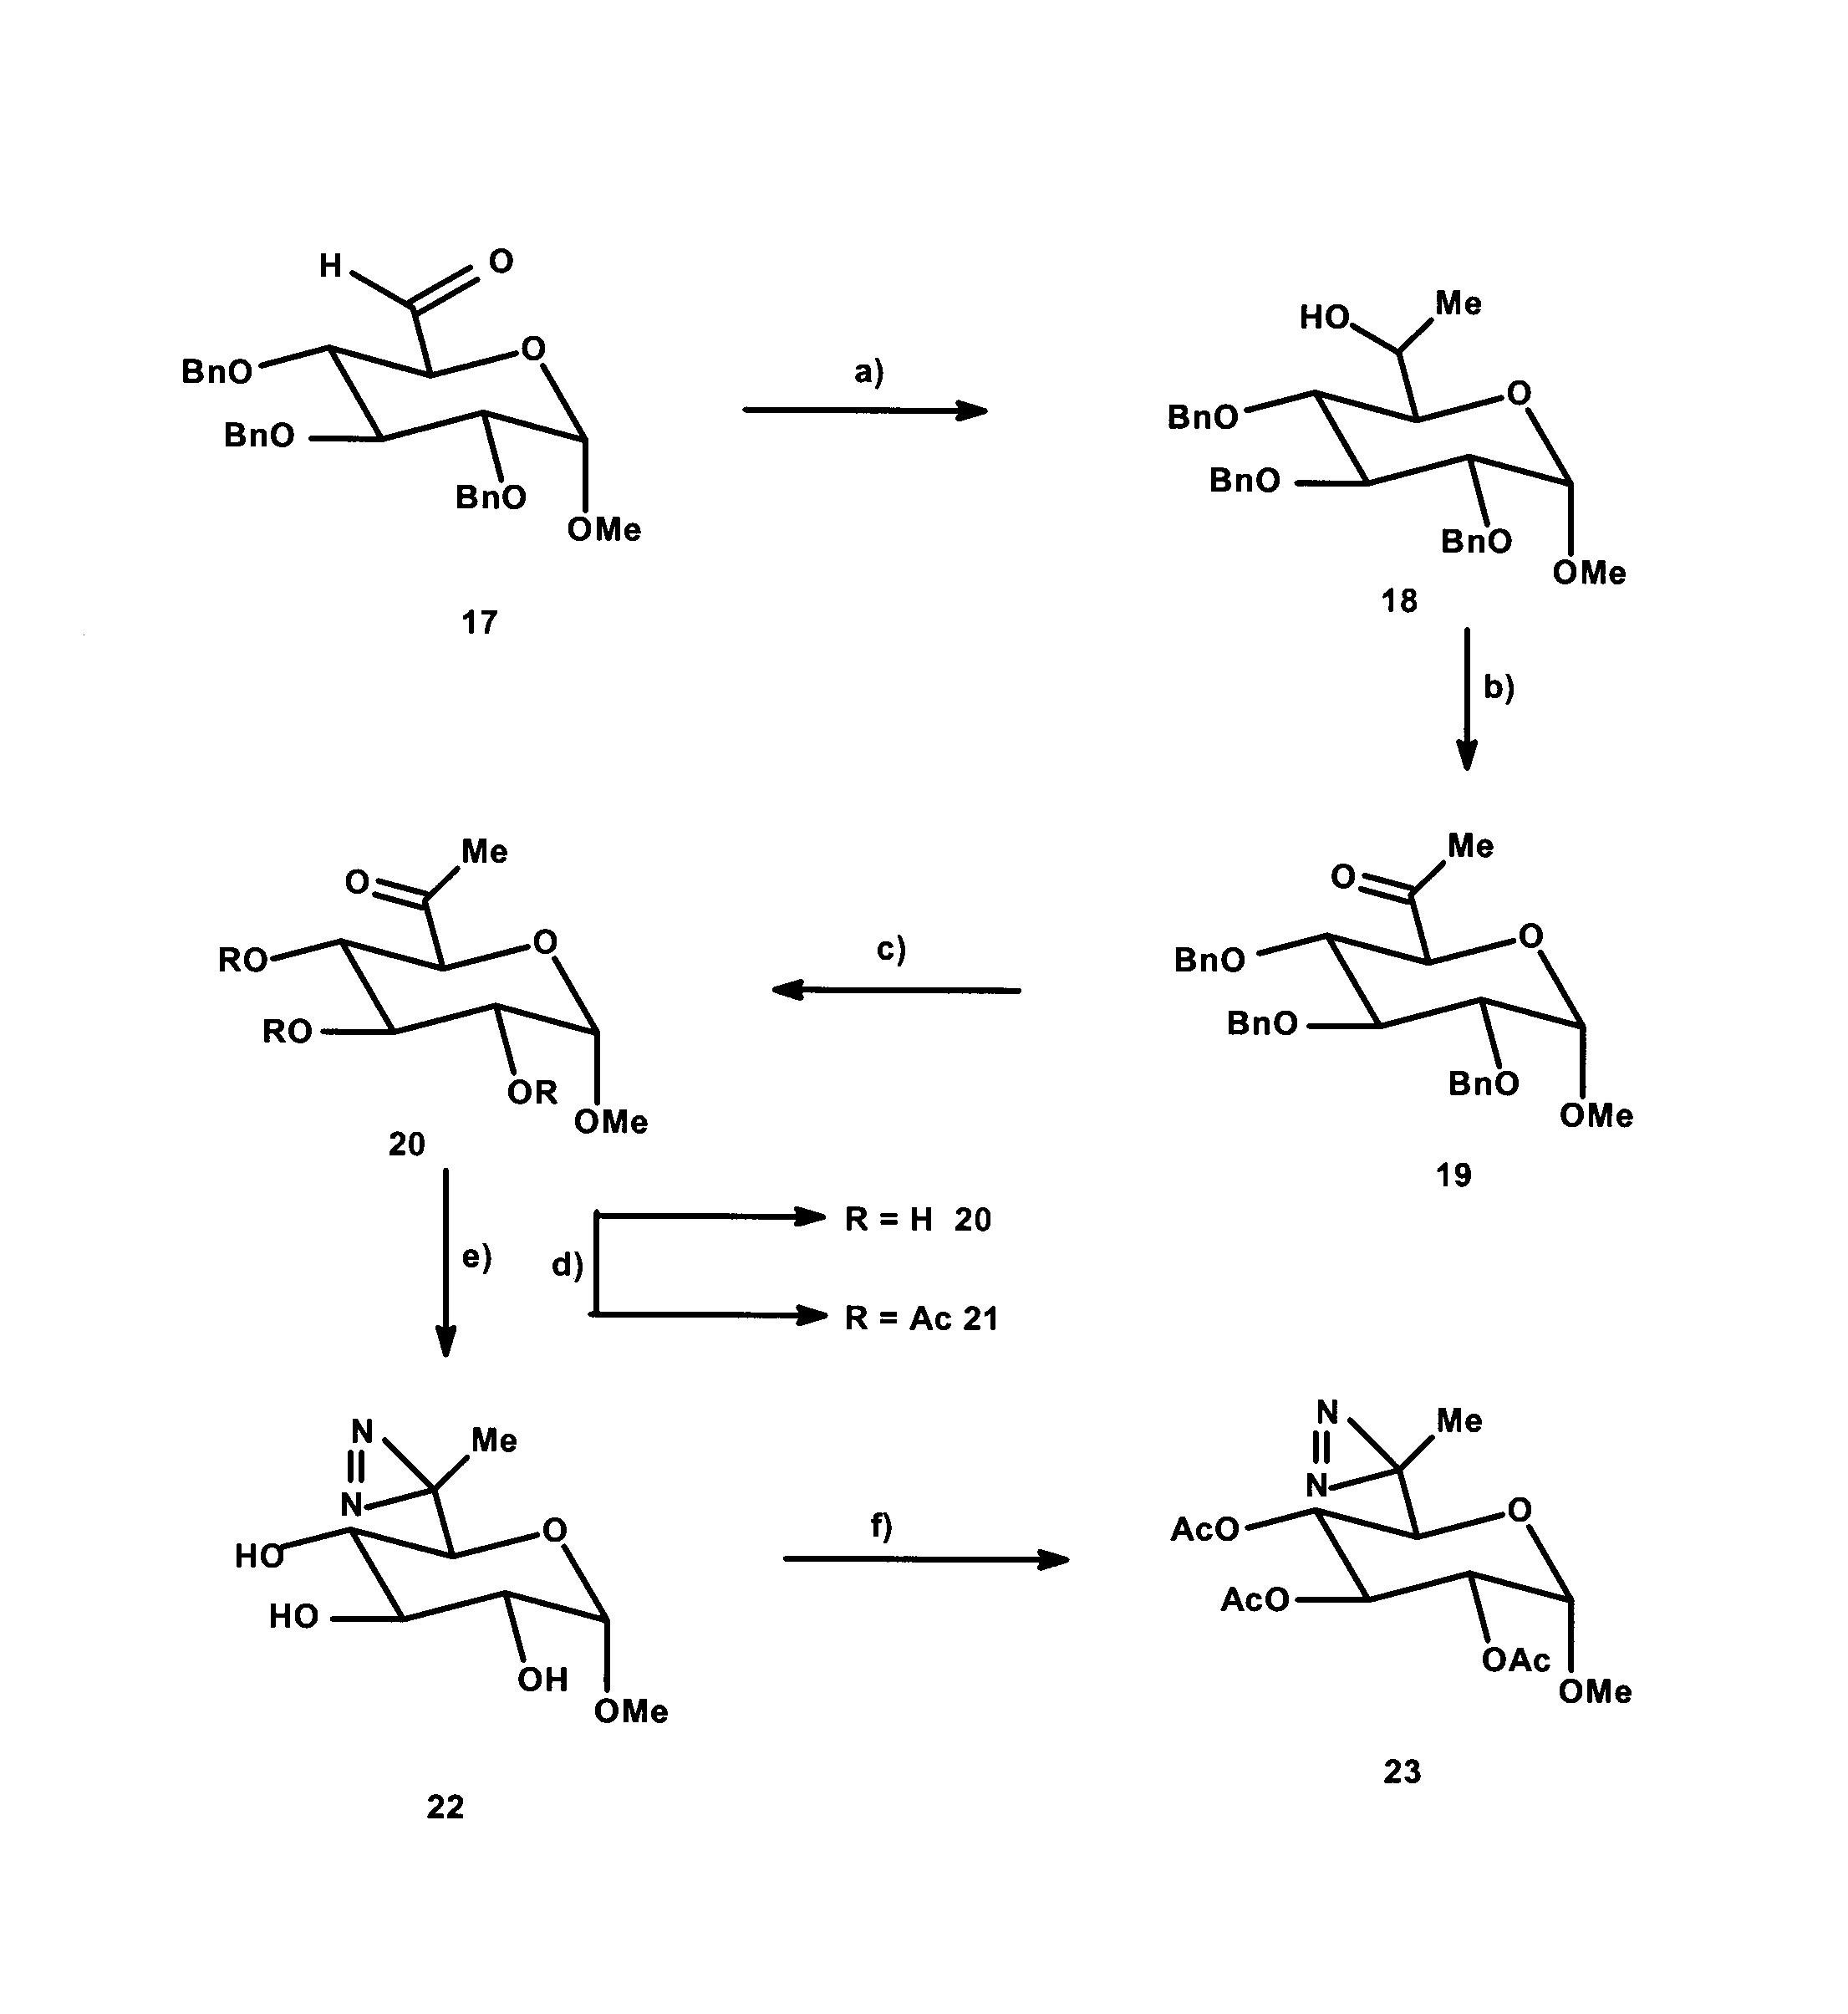 H
O
O
BnO
BnO
BnO
OMe
17
a)
HO
Me
O
BnO
BnO
BnO
OMe
18
b)
Me
O
O
RO
RO
OR
OMe
20
c)
Me
O
O
BnO
BnO
BnO
OMe
19
e)
d)
R = H 20
R = Ac 21
N
N
Me
O
HO
HO
OH
OMe
22
f)
N
N
Me
O
AcO
AcO
OAc
OMe
23